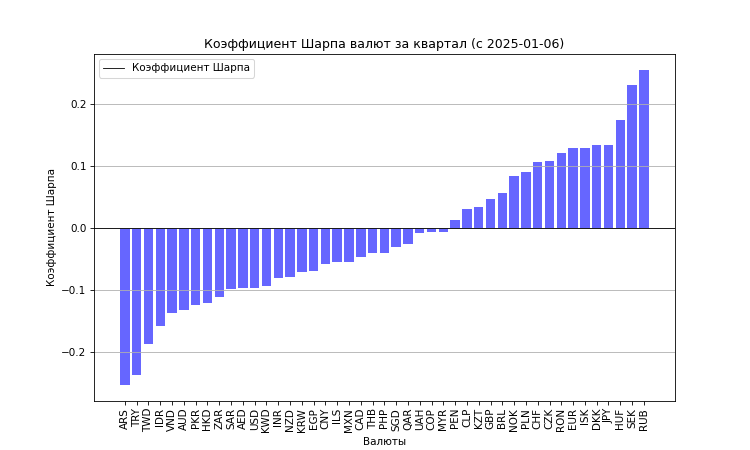 Коэффициент Шарпа валют за квартал (с 2025-01-06)
Коэффициент Шарпа
Коэффициент Шарпа
0.2
0.1
0.0
−0.1
−0.2
ARS TRY TWD IDR VND AUD PKR HKD ZAR SAR AED USD KWD INR NZD KRW EGP CNY ILS MXN CAD THB PHP SGD QAR UAH COP MYR PEN CLP KZT GBP BRL NOK PLN CHF CZK RON EUR ISK DKK JPY HUF SEK RUB
Валюты